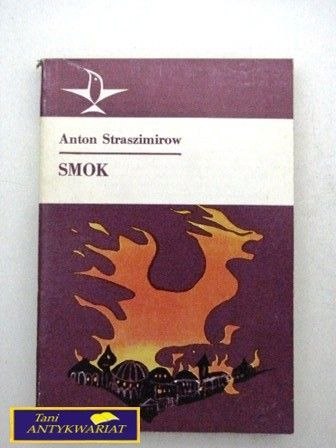 Anton Straszimirow
SMOK
Tani
ANTYKWARIAT